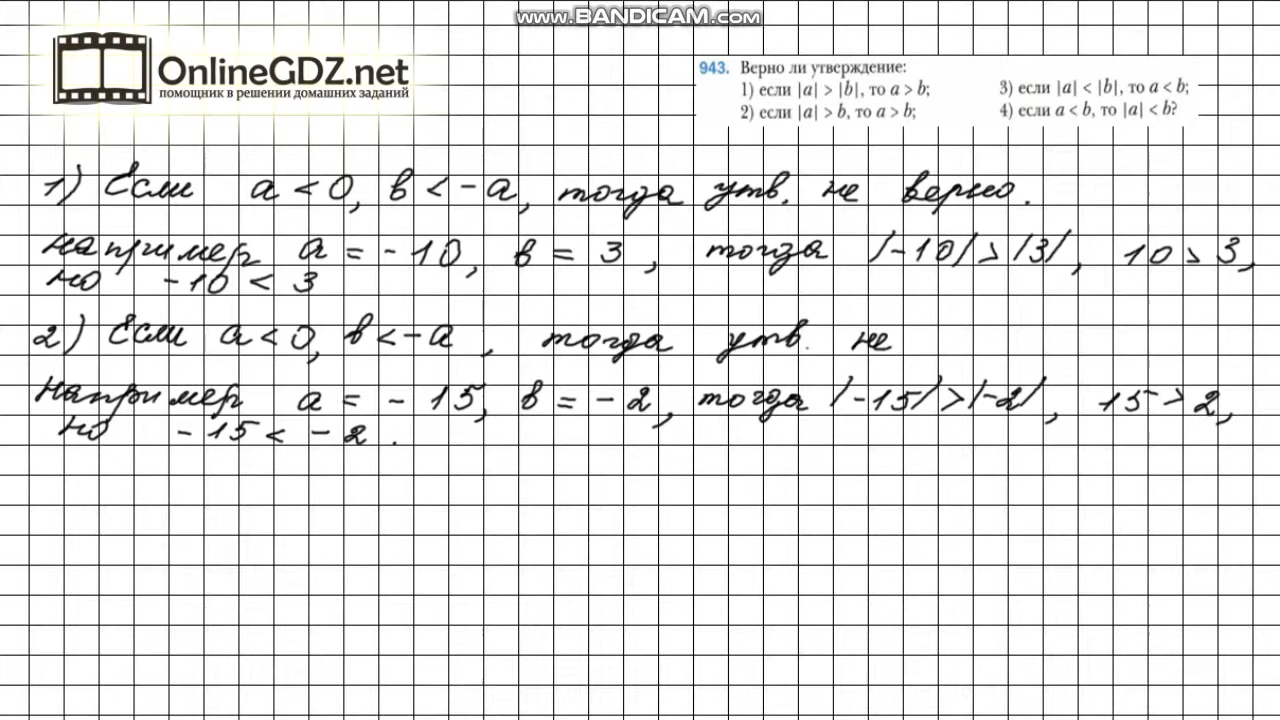 www.BANDICAM.com
OnlineGDZ.net
помощник в решении домашних заданий
943. Верно ли утверждение:
1) если |a| > |b|, то a > b;
2) если |a| > b, то a > b;
3) если |a| < |b|, то a < b;
4) если a < b, то |a| < b?
1) Если a < 0, b < -a, тогда утв. не верно.
например a = -10, b = 3, тогда |-10| > |3|, 10 > 3,
но -10 < 3
2) Если a < 0, b < -a, тогда утв. не
например a = -15, b = -2, тогда |-15| > |-2|, 15 > 2,
но -15 < -2.